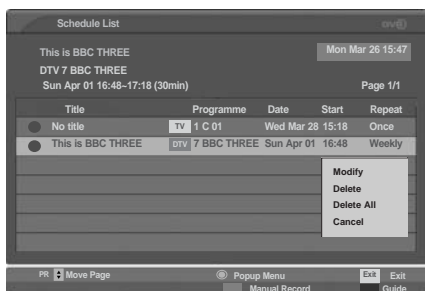 Schedule List
This is BBC THREE Mon Mar 26 15:47
DTV 7 BBC THREE
Sun Apr 01 16:48~17:18 (30min) Page 1/1
Title Programme Date Start Repeat
No title TV 1 C 01 Wed Mar 28 15:18 Once
This is BBC THREE DTV 7 BBC THREE Sun Apr 01 16:48 Weekly
Modify
Delete
Delete All
Cancel
PR Move Page Popup Menu Exit Exit
Manual Record Guide